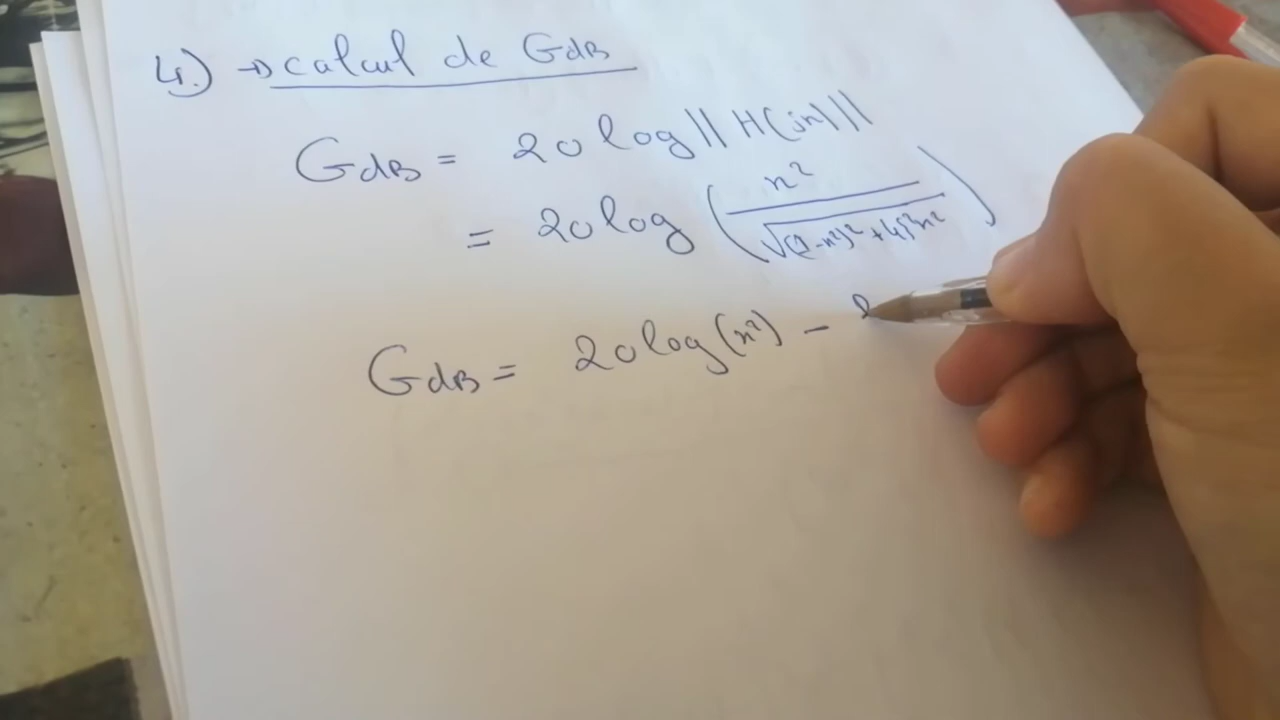 4.) → calcul de GdB
GdB = 20 log || H(jx) ||
= 20 log ( x² / √(1-x²)² + 4ξ²x² )
GdB = 20 log (x²) - 2